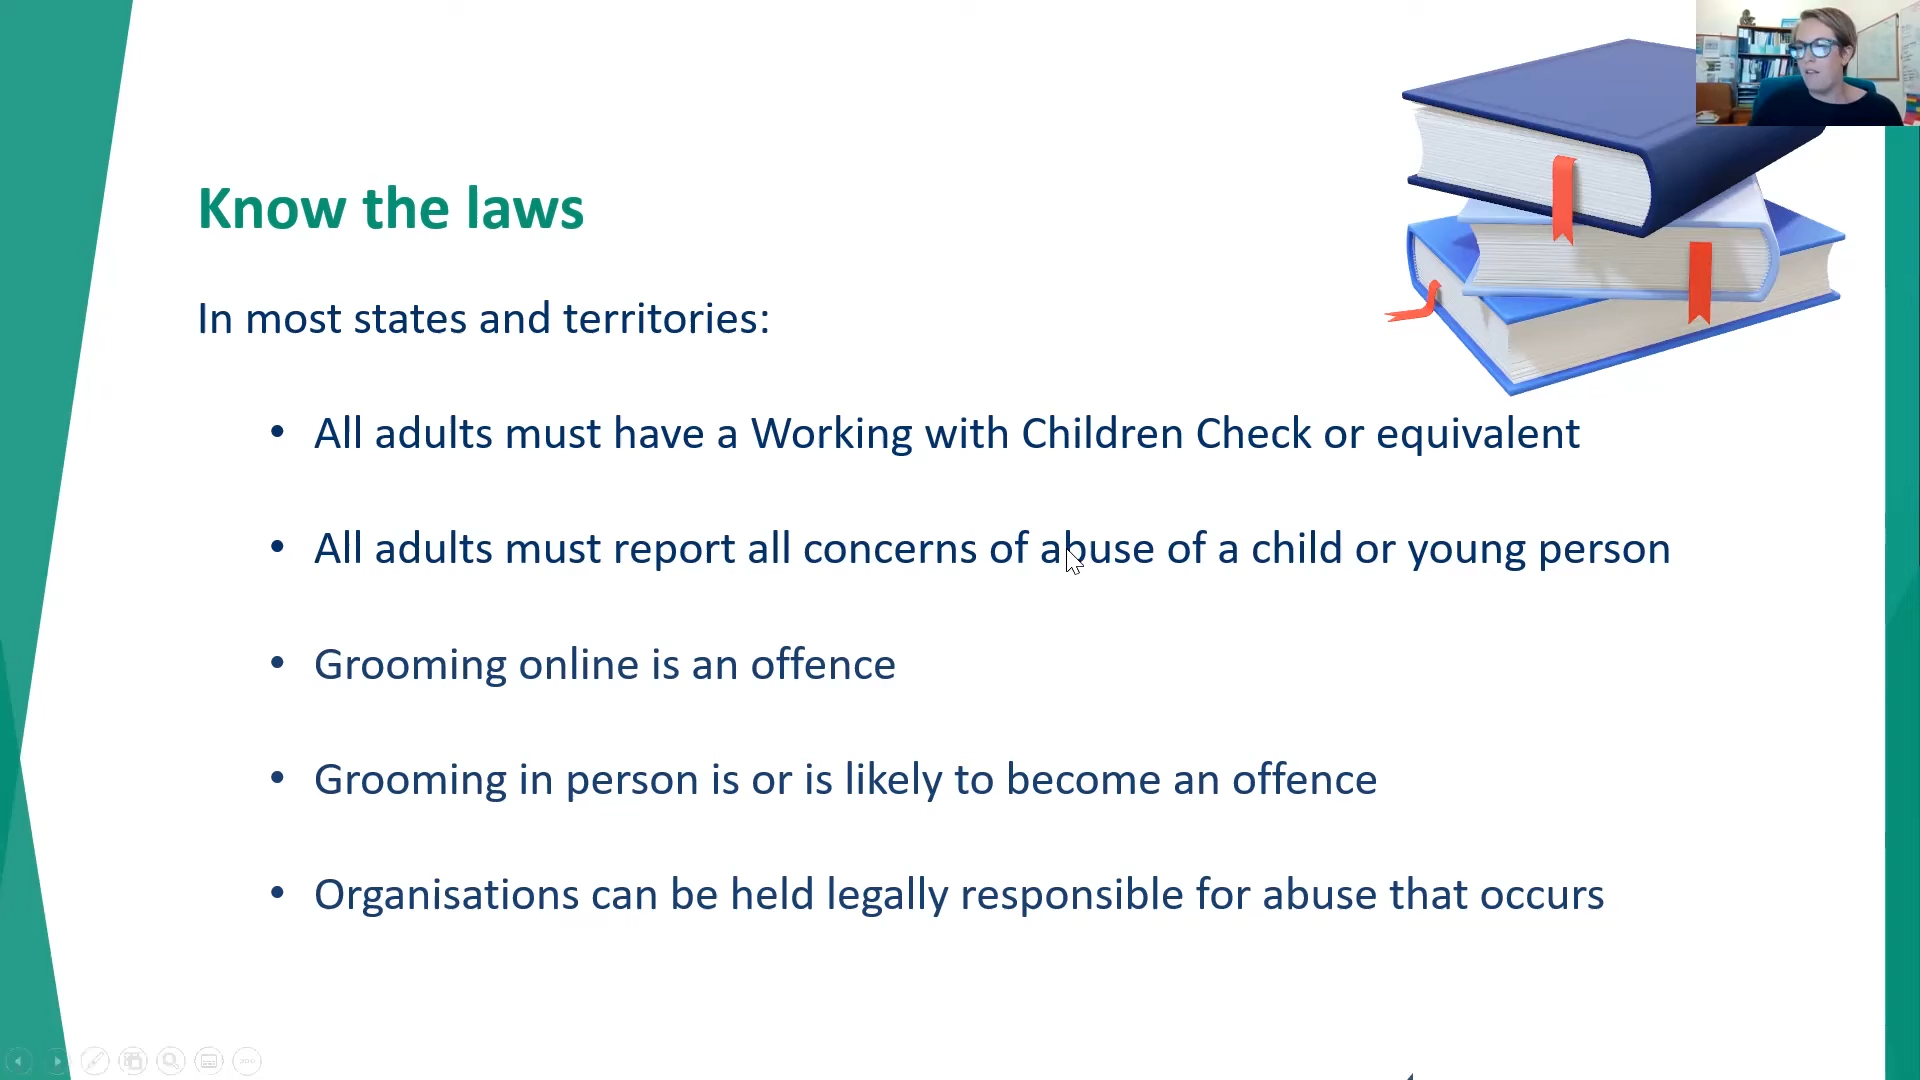 Know the laws
In most states and territories:
• All adults must have a Working with Children Check or equivalent
• All adults must report all concerns of abuse of a child or young person
• Grooming online is an offence
• Grooming in person is or is likely to become an offence
• Organisations can be held legally responsible for abuse that occurs